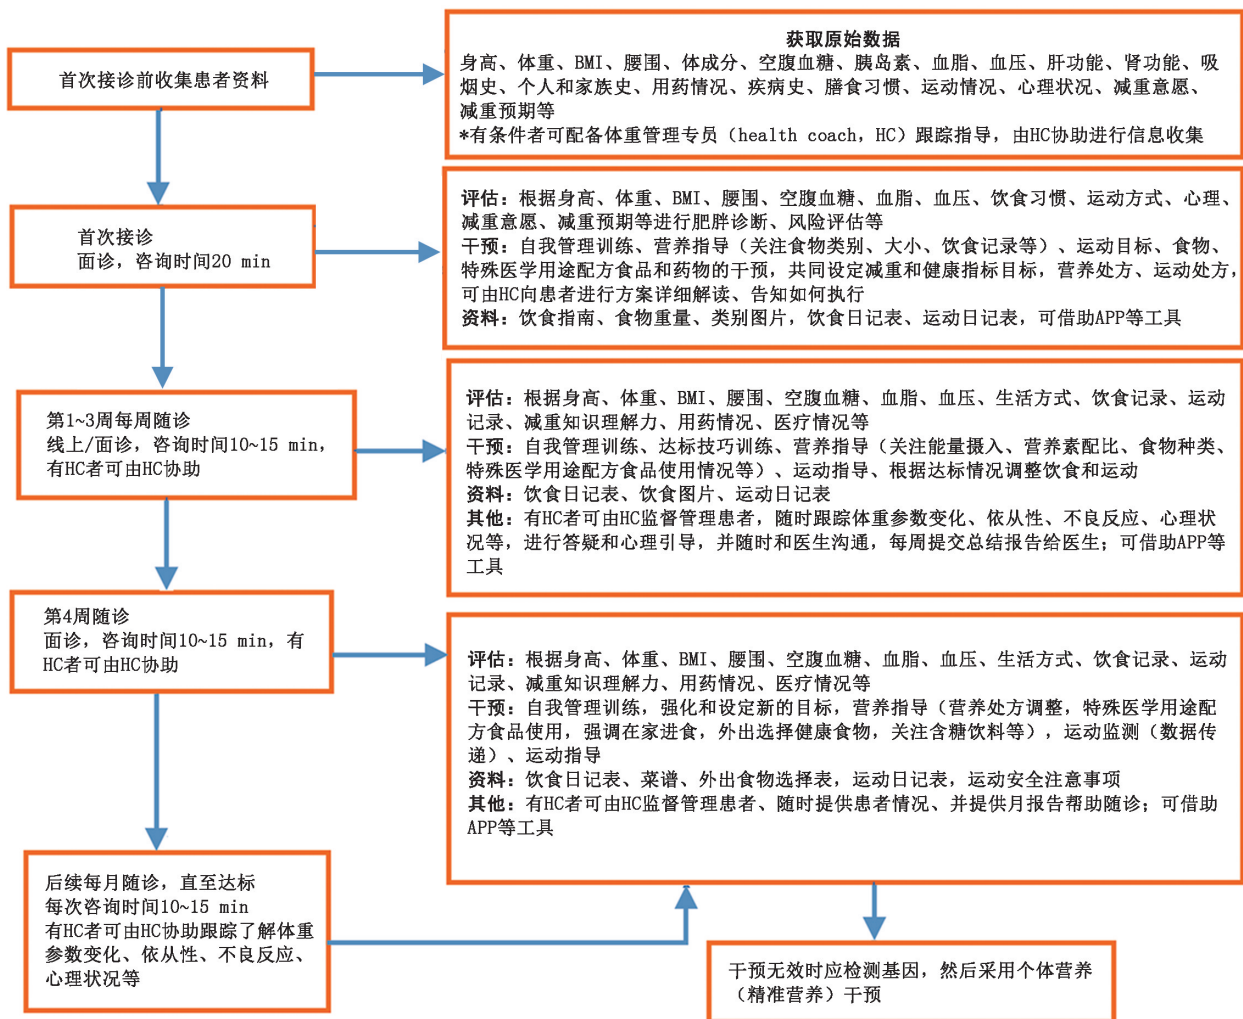 首次接诊前收集患者资料
获取原始数据
身高、体重、BMI、腰围、体成分、空腹血糖、胰岛素、血脂、血压、肝功能、肾功能、吸
烟史、个人和家族史、用药情况、疾病史、膳食习惯、运动情况、心理状况、减重意愿、
减重预期等
*有条件者可配备体重管理专员（health coach，HC）跟踪指导，由HC协助进行信息收集
首次接诊
面诊，咨询时间20 min
评估：根据身高、体重、BMI、腰围、空腹血糖、血脂、血压、饮食习惯、运动方式、心理、
减重意愿、减重预期等进行肥胖诊断、风险评估等
干预：自我管理训练、营养指导（关注食物类别、大小、饮食记录等）、运动目标、食物、
特殊医学用途配方食品和药物的干预，共同设定减重和健康指标目标，营养处方、运动处方，
可由HC向患者进行方案详细解读、告知如何执行
资料：饮食指南、食物重量、类别图片，饮食日记表、运动日记表，可借助APP等工具
第1~3周每周随诊
线上/面诊，咨询时间10~15 min，
有HC者可由HC协助
评估：根据身高、体重、BMI、腰围、空腹血糖、血脂、血压、生活方式、饮食记录、运动
记录、减重知识理解力、用药情况、医疗情况等
干预：自我管理训练、达标技巧训练、营养指导（关注能量摄入、营养素配比、食物种类、
特殊医学用途配方食品使用情况等）、运动指导、根据达标情况调整饮食和运动
资料：饮食日记表、饮食图片、运动日记表
其他：有HC者可由HC监督管理患者，随时跟踪体重参数变化、依从性、不良反应、心理状
况等，进行答疑和心理引导，并随时和医生沟通，每周提交总结报告给医生；可借助APP等
工具
第4周随诊
面诊，咨询时间10~15 min，有
HC者可由HC协助
评估：根据身高、体重、BMI、腰围、空腹血糖、血脂、血压、生活方式、饮食记录、运动
记录、减重知识理解力、用药情况、医疗情况等
干预：自我管理训练，强化和设定新的目标，营养指导（营养处方调整，特殊医学用途配
方食品使用，强调在家进食，外出选择健康食物，关注含糖饮料等），运动监测（数据传
递）、运动指导
资料：饮食日记表、菜谱、外出食物选择表，运动日记表，运动安全注意事项
其他：有HC者可由HC监督管理患者、随时提供患者情况、并提供月报告帮助随诊；可借助
APP等工具
后续每月随诊，直至达标
每次咨询时间10~15 min
有HC者可由HC协助跟踪了解体重
参数变化、依从性、不良反应、
心理状况等
干预无效时应检测基因，然后采用个体营养
（精准营养）干预